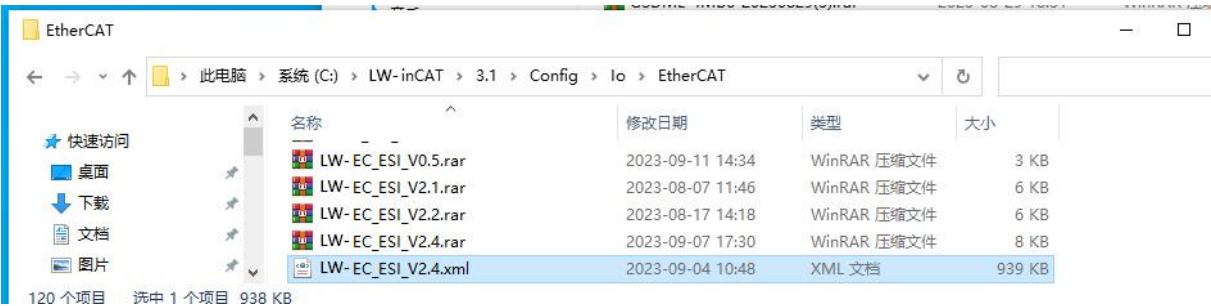 EtherCAT
此电脑 > 系统 (C:) > LW-inCAT > 3.1 > Config > Io > EtherCAT
名称 修改日期 类型 大小
快速访问
LW-EC_ESI_V0.5.rar 2023-09-11 14:34 WinRAR 压缩文件 3 KB
桌面
LW-EC_ESI_V2.1.rar 2023-08-07 11:46 WinRAR 压缩文件 6 KB
下载
LW-EC_ESI_V2.2.rar 2023-08-17 14:18 WinRAR 压缩文件 6 KB
文档
LW-EC_ESI_V2.4.rar 2023-09-07 17:30 WinRAR 压缩文件 8 KB
图片
LW-EC_ESI_V2.4.xml 2023-09-04 10:48 XML 文档 939 KB
120 个项目 选中 1 个项目 938 KB